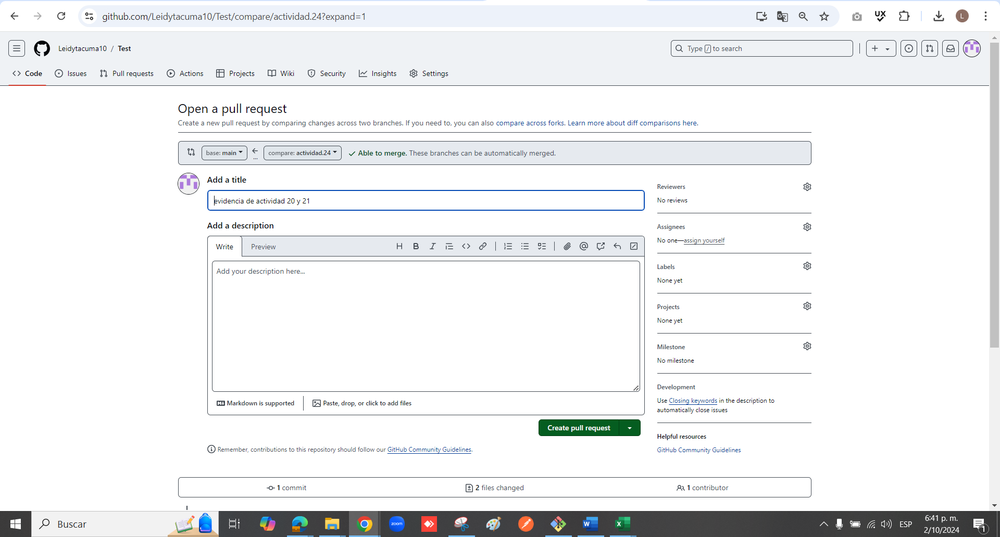 github.com/Leidytacuma10/Test/compare/actividad.24?expand=1
L
Leidytacuma10 / Test
Type / to search
Code Issues Pull requests Actions Projects Wiki Security Insights Settings
Open a pull request
Create a new pull request by comparing changes across two branches. If you need to, you can also compare across forks. Learn more about diff comparisons here.
base: main ← ... compare: actividad.24 Able to merge. These branches can be automatically merged.
Add a title
evidencia de actividad 20 y 21
Add a description
Write Preview
Add your description here...
Markdown is supported Paste, drop, or click to add files
Create pull request
Remember, contributions to this repository should follow our GitHub Community Guidelines.
Reviewers
No reviews
Assignees
No one—assign yourself
Labels
None yet
Projects
None yet
Milestone
No milestone
Development
Use Closing keywords in the description to
automatically close issues
Helpful resources
GitHub Community Guidelines
1 commit 2 files changed 1 contributor
Buscar
zoom
ESP
6:41 p. m.
2/10/2024
1